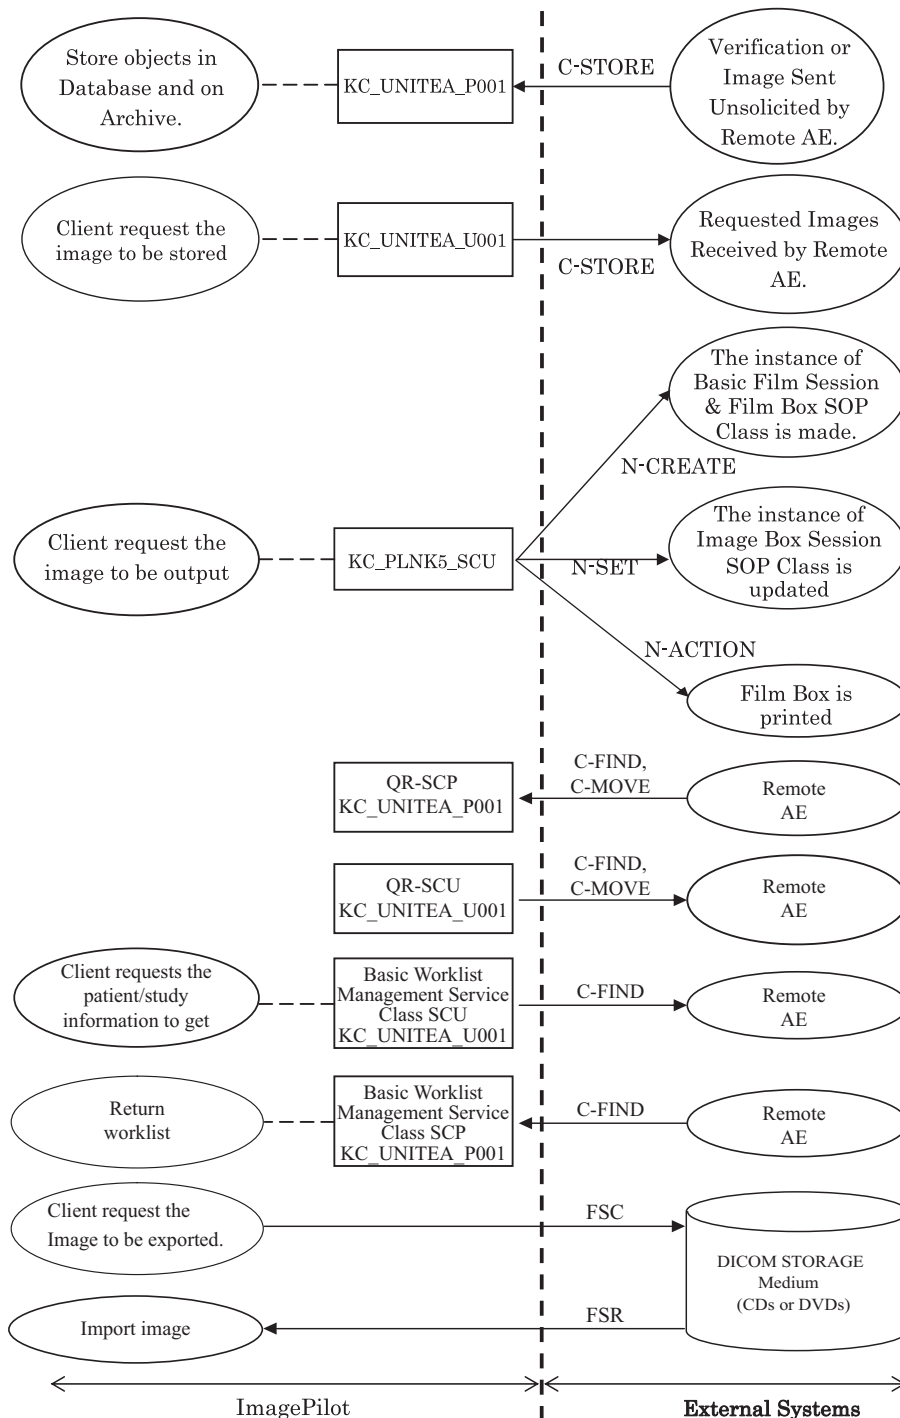 Store objects in
Database and on
Archive.
KC_UNITEA_P001
C-STORE
Verification or
Image Sent
Unsolicited by
Remote AE.
Client request the
image to be stored
KC_UNITEA_U001
C-STORE
Requested Images
Received by Remote
AE.
The instance of
Basic Film Session
& Film Box SOP
Class is made.
N-CREATE
Client request the
image to be output
KC_PLNK5_SCU
N-SET
The instance of
Image Box Session
SOP Class is
updated
N-ACTION
Film Box is
printed
QR-SCP
KC_UNITEA_P001
C-FIND,
C-MOVE
Remote
AE
QR-SCU
KC_UNITEA_U001
C-FIND,
C-MOVE
Remote
AE
Client requests the
patient/study
information to get
Basic Worklist
Management Service
Class SCU
KC_UNITEA_U001
C-FIND
Remote
AE
Return
worklist
Basic Worklist
Management Service
Class SCP
KC_UNITEA_P001
C-FIND
Remote
AE
Client request the
Image to be exported.
FSC
DICOM STORAGE
Medium
(CDs or DVDs)
Import image
FSR
ImagePilot
External Systems